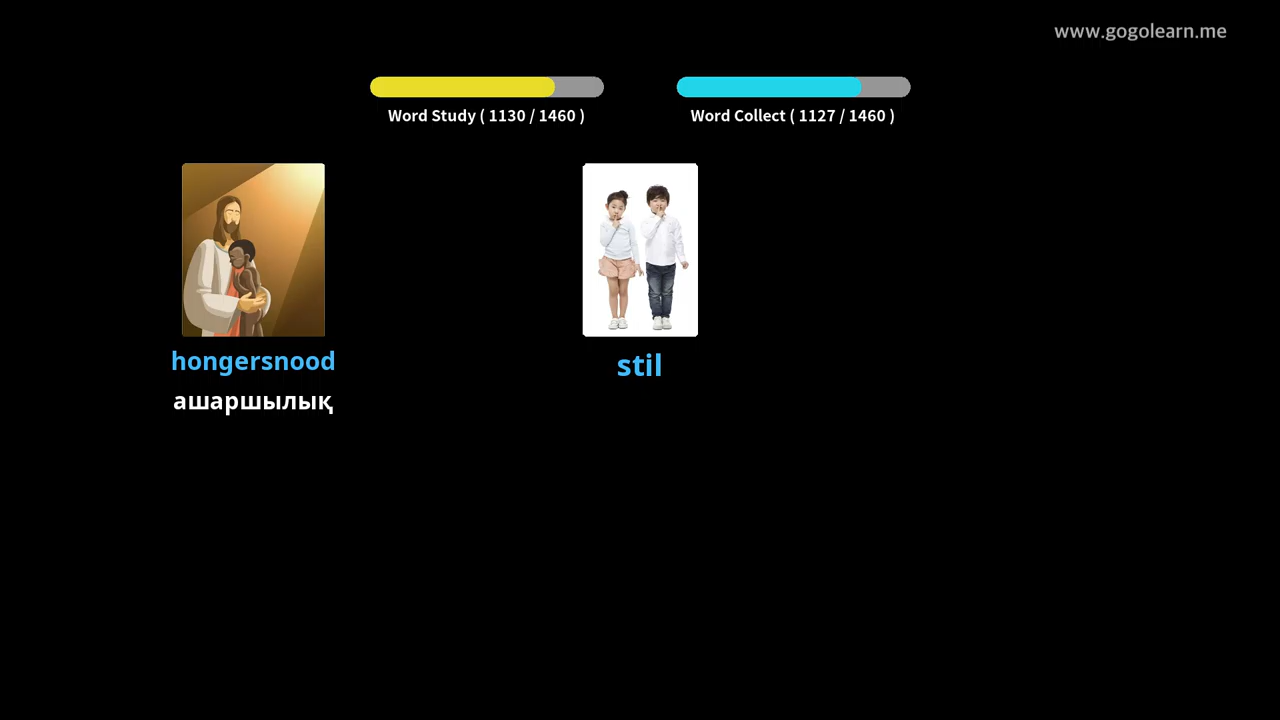 www.gogolearn.me
Word Study ( 1130 / 1460 )
Word Collect ( 1127 / 1460 )
hongersnood
ашаршылық
stil